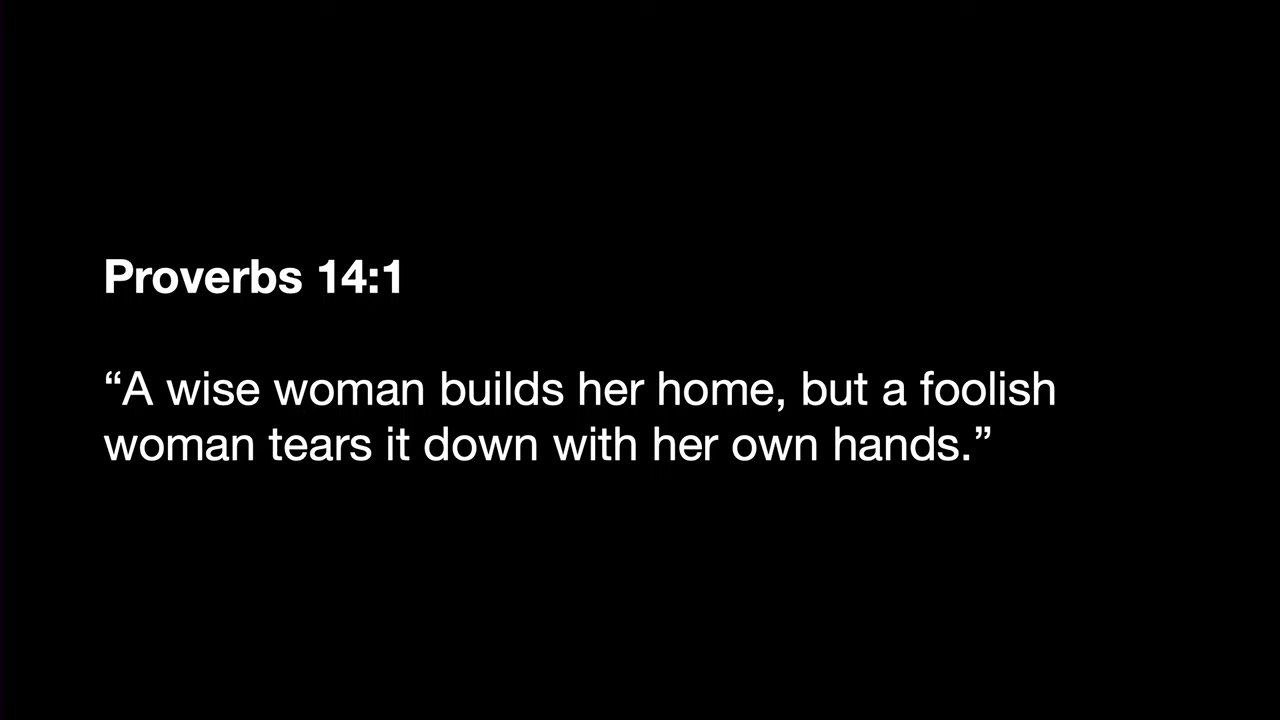 Proverbs 14:1
“A wise woman builds her home, but a foolish
woman tears it down with her own hands.”